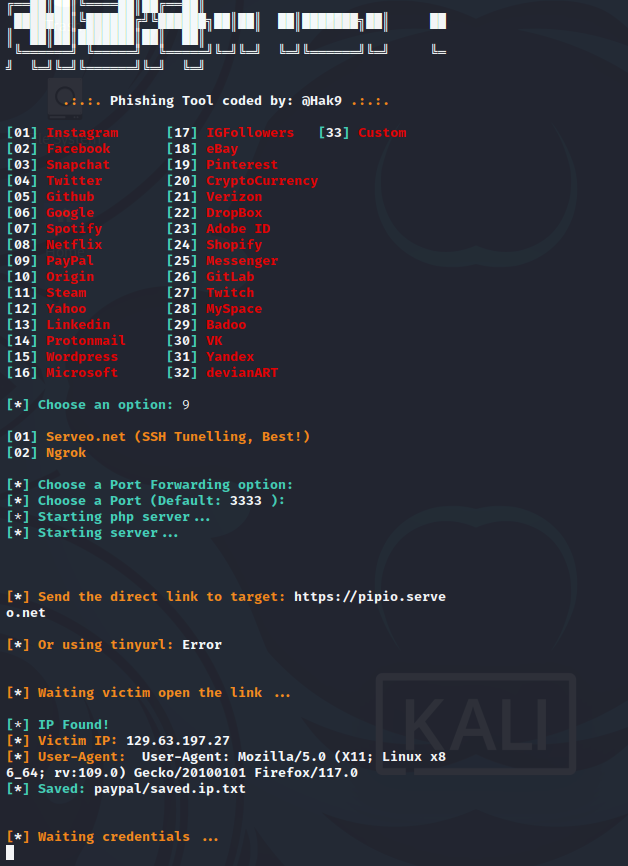 .:.:. Phishing Tool coded by: @Hak9 .:.:.
[01] Instagram [17] IGFollowers [33] Custom
[02] Facebook [18] eBay
[03] Snapchat [19] Pinterest
[04] Twitter [20] CryptoCurrency
[05] Github [21] Verizon
[06] Google [22] DropBox
[07] Spotify [23] Adobe ID
[08] Netflix [24] Shopify
[09] PayPal [25] Messenger
[10] Origin [26] GitLab
[11] Steam [27] Twitch
[12] Yahoo [28] MySpace
[13] Linkedin [29] Badoo
[14] Protonmail [30] VK
[15] Wordpress [31] Yandex
[16] Microsoft [32] devianART
[*] Choose an option: 9
[01] Serveo.net (SSH Tunelling, Best!)
[02] Ngrok
[*] Choose a Port Forwarding option:
[*] Choose a Port (Default: 3333 ):
[*] Starting php server...
[*] Starting server...
[*] Send the direct link to target: https://pipio.serve
o.net
[*] Or using tinyurl: Error
[*] Waiting victim open the link ...
[*] IP Found!
[*] Victim IP: 129.63.197.27
[*] User-Agent:  User-Agent: Mozilla/5.0 (X11; Linux x8
6_64; rv:109.0) Gecko/20100101 Firefox/117.0
[*] Saved: paypal/saved.ip.txt
[*] Waiting credentials ...
KALI